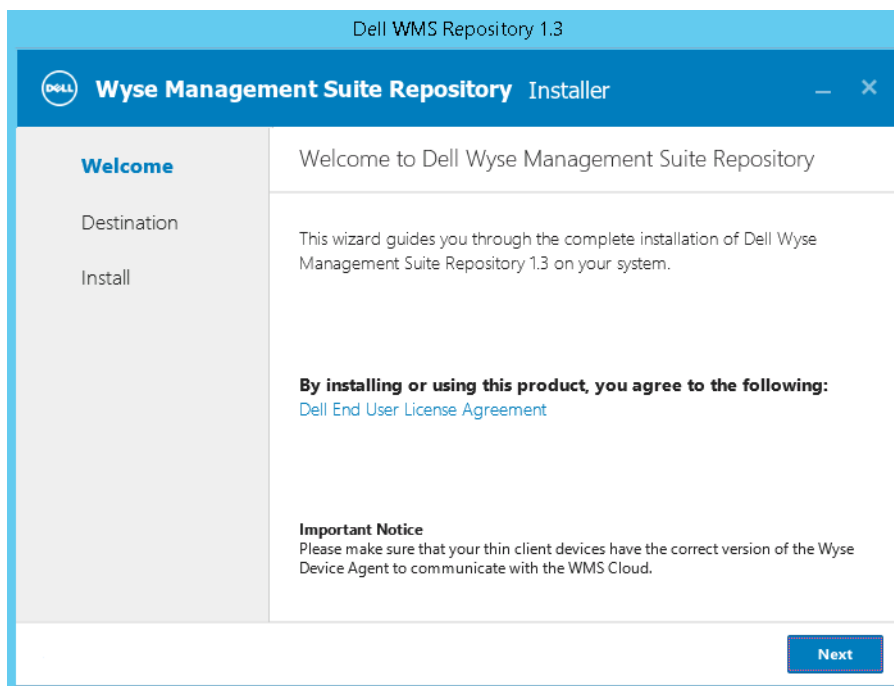 Dell WMS Repository 1.3
DELL Wyse Management Suite Repository Installer
Welcome
Destination
Install
Welcome to Dell Wyse Management Suite Repository
This wizard guides you through the complete installation of Dell Wyse
Management Suite Repository 1.3 on your system.
By installing or using this product, you agree to the following:
Dell End User License Agreement
Important Notice
Please make sure that your thin client devices have the correct version of the Wyse
Device Agent to communicate with the WMS Cloud.
Next